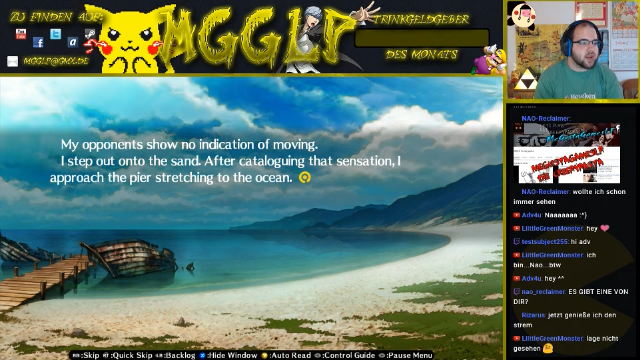 ZU FINDEN AUF:
MGGLP@GMX.DE
MGGLP
TRINKGELDGEBER
DES MONATS
My opponents show no indication of moving.
I step out onto the sand. After cataloguing that sensation, I
approach the pier stretching to the ocean.
:Skip :Quick Skip :Backlog :Hide Window :Auto Read :Control Guide :Pause Menu
NAO-Reclaimer:
NAO-Reclaimer: wollte ich schon
immer sehen
Adv4u: Naaaaaaa :*)
LiittleGreenMonster: hey
testsubject255: hi adv
LiittleGreenMonster: ich
bin...Nao..btw
Adv4u: hey ^^
nao_reclaimer: ES GIBT EINE VON
DIR?
Rizarus: jetzt genieße ich den
strem
LiittleGreenMonster: lage nicht
gesehen